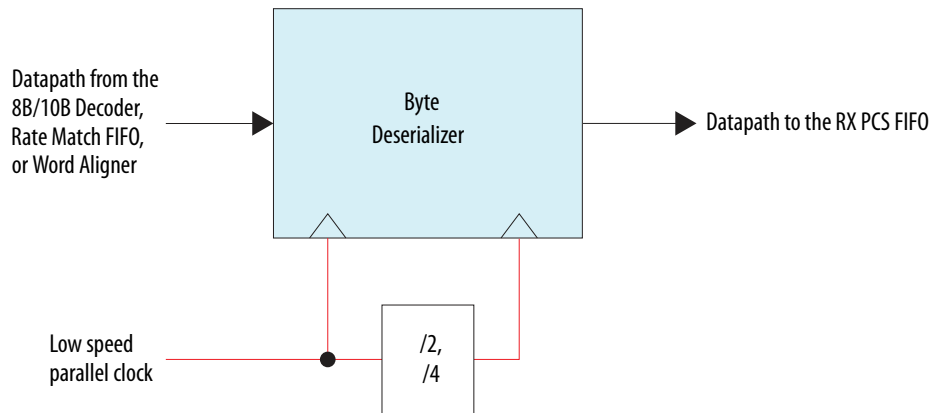 Datapath from the
8B/10B Decoder,
Rate Match FIFO,
or Word Aligner
Byte
Deserializer
Datapath to the RX PCS FIFO
Low speed
parallel clock
/2,
/4